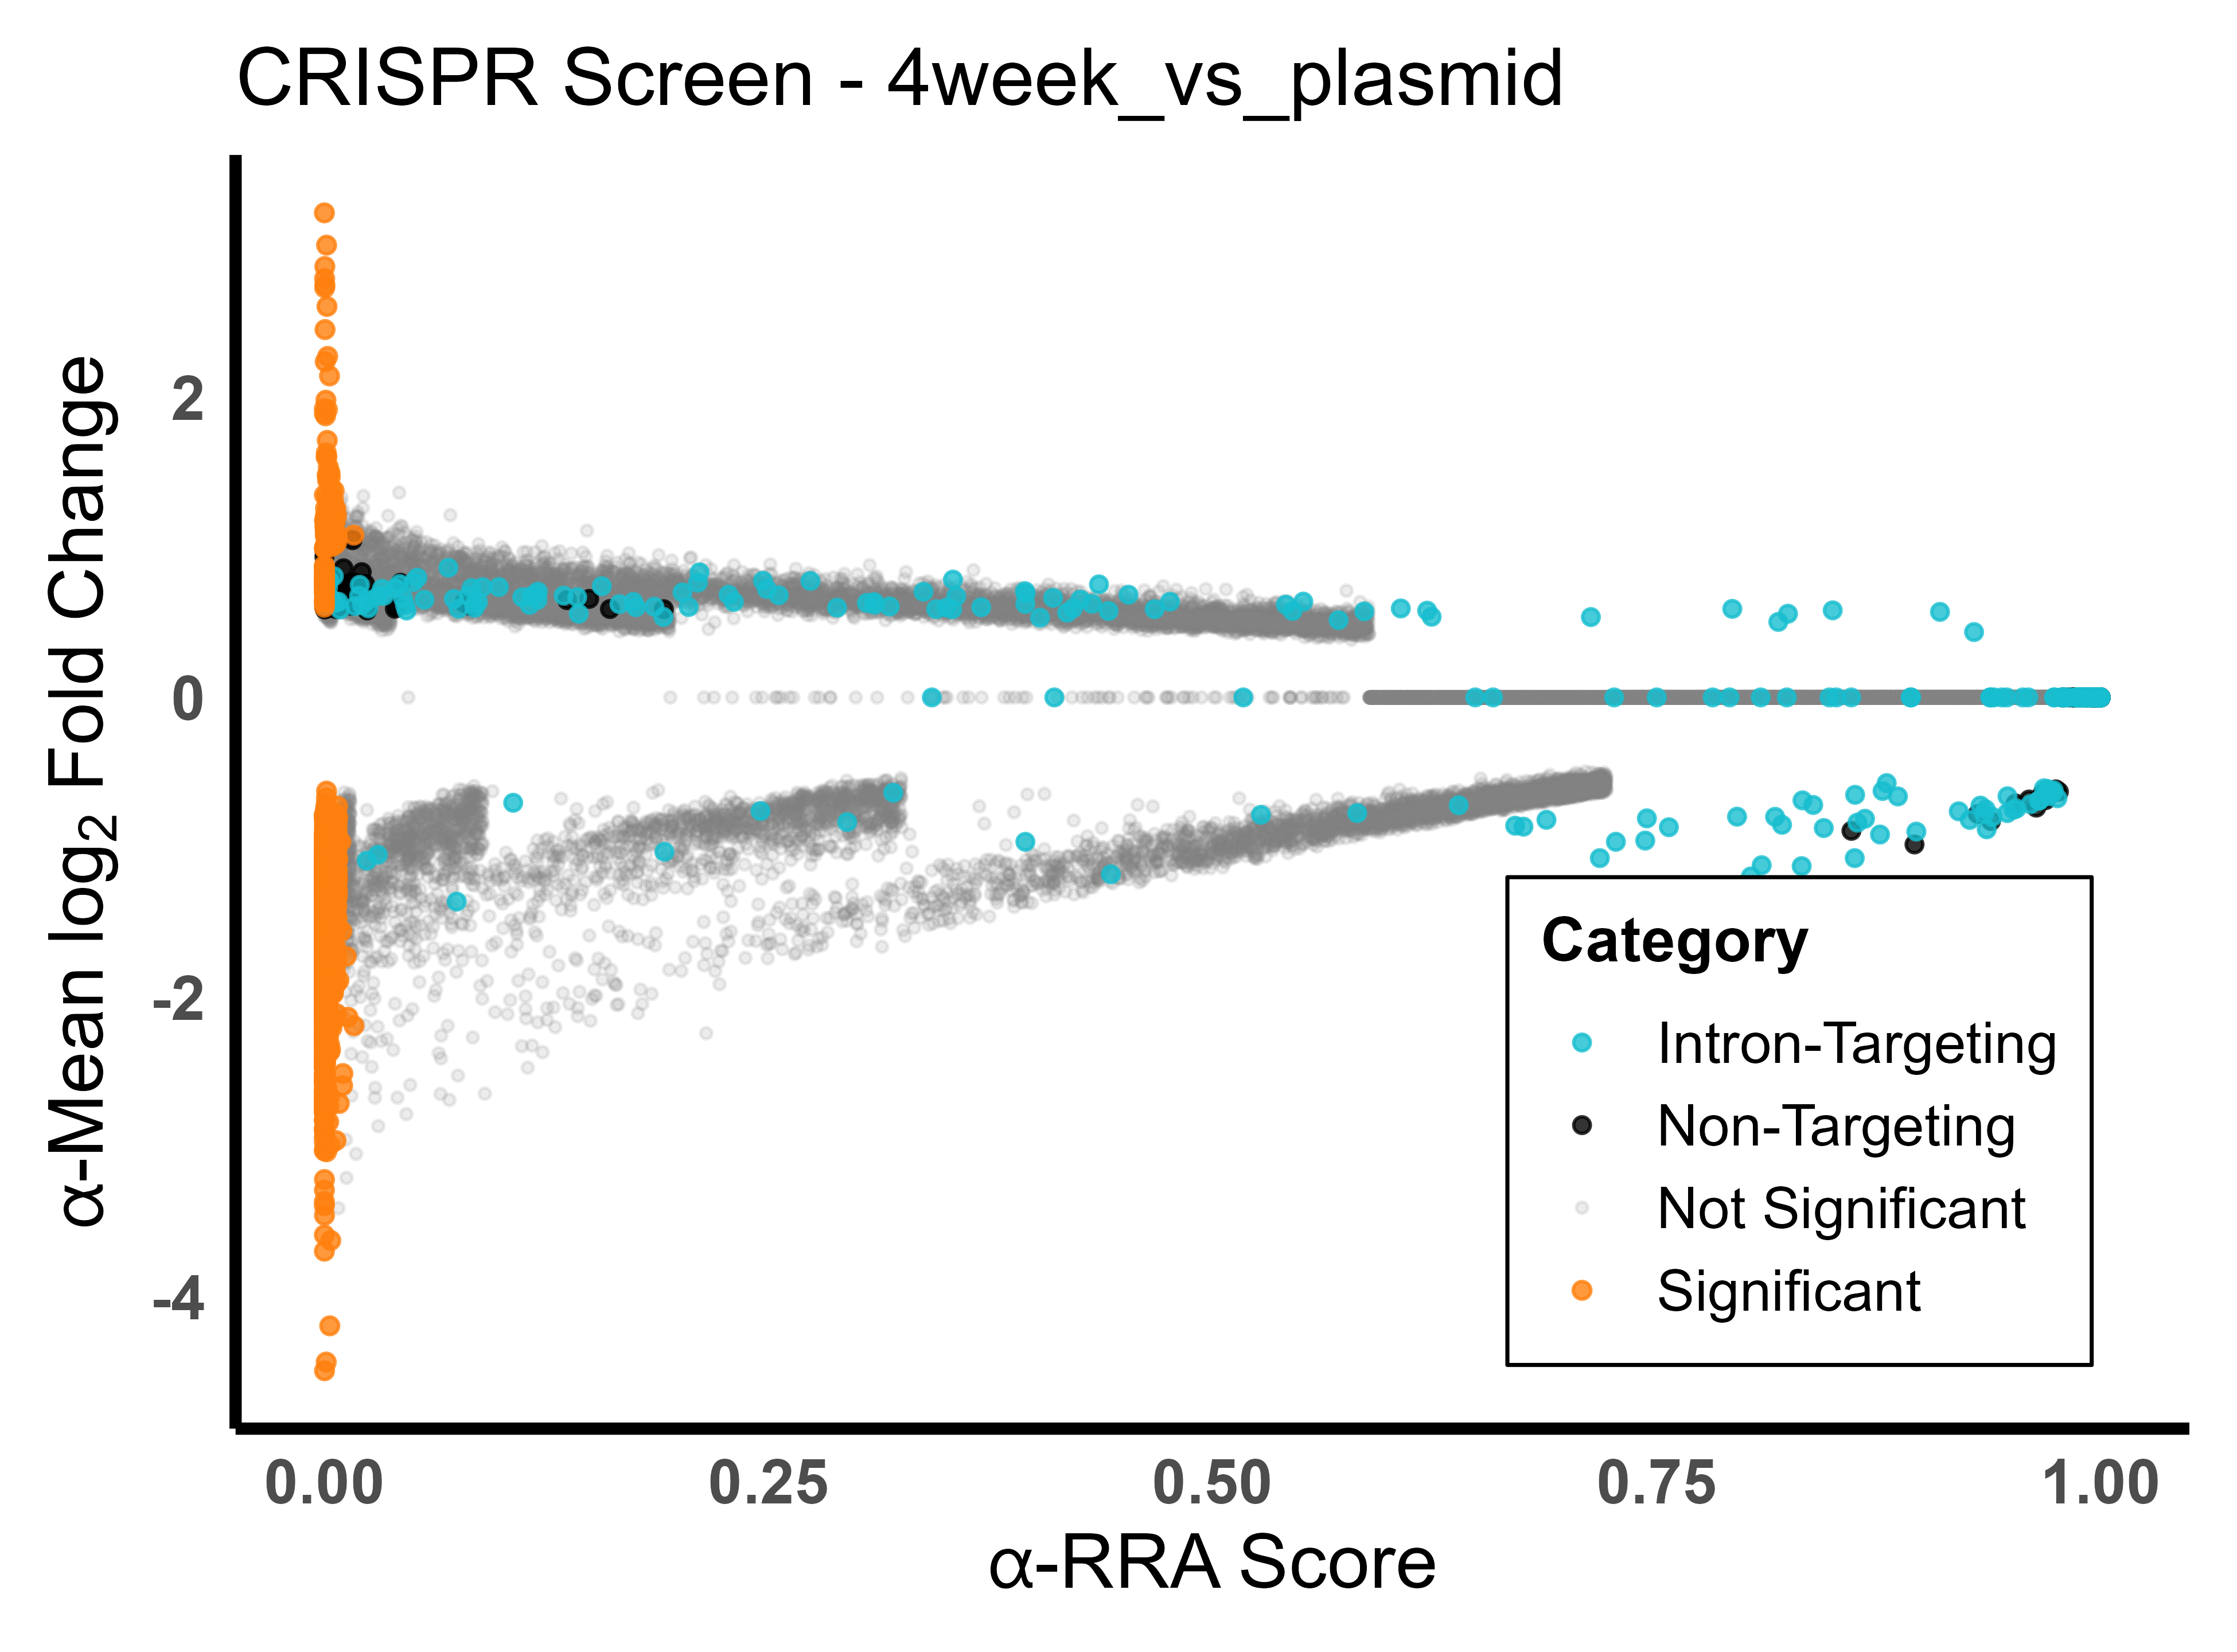 CRISPR Screen - 4week_vs_plasmid
α-Mean log₂ Fold Change
2
0
-2
-4
Category
Intron-Targeting
Non-Targeting
Not Significant
Significant
0.00 0.25 0.50 0.75 1.00
α-RRA Score